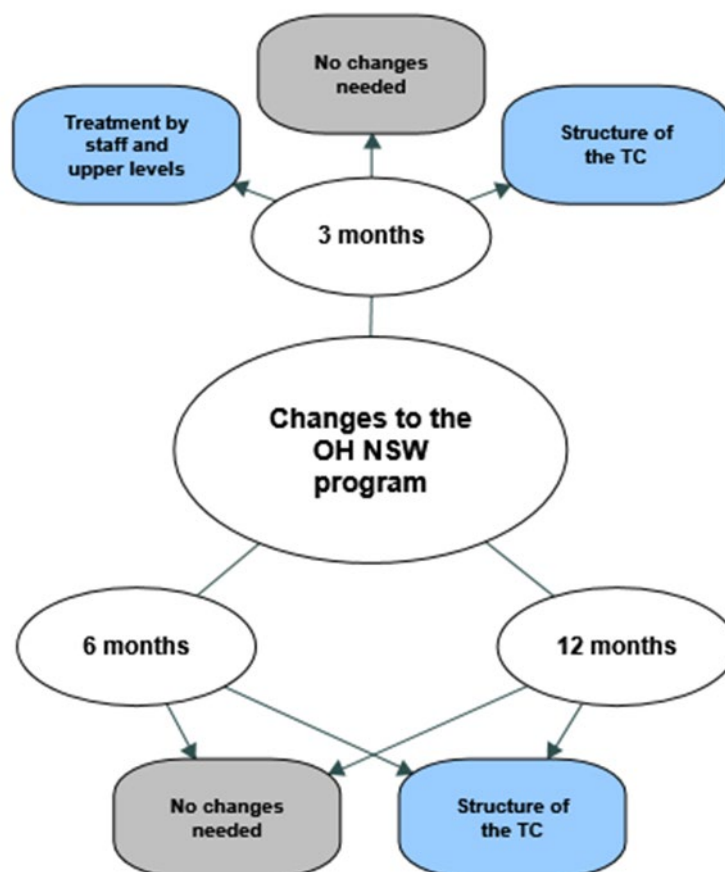 No changes
needed
Treatment by
staff and
upper levels
Structure of
the TC
3 months
Changes to the
OH NSW
program
6 months
12 months
No changes
needed
Structure of
the TC